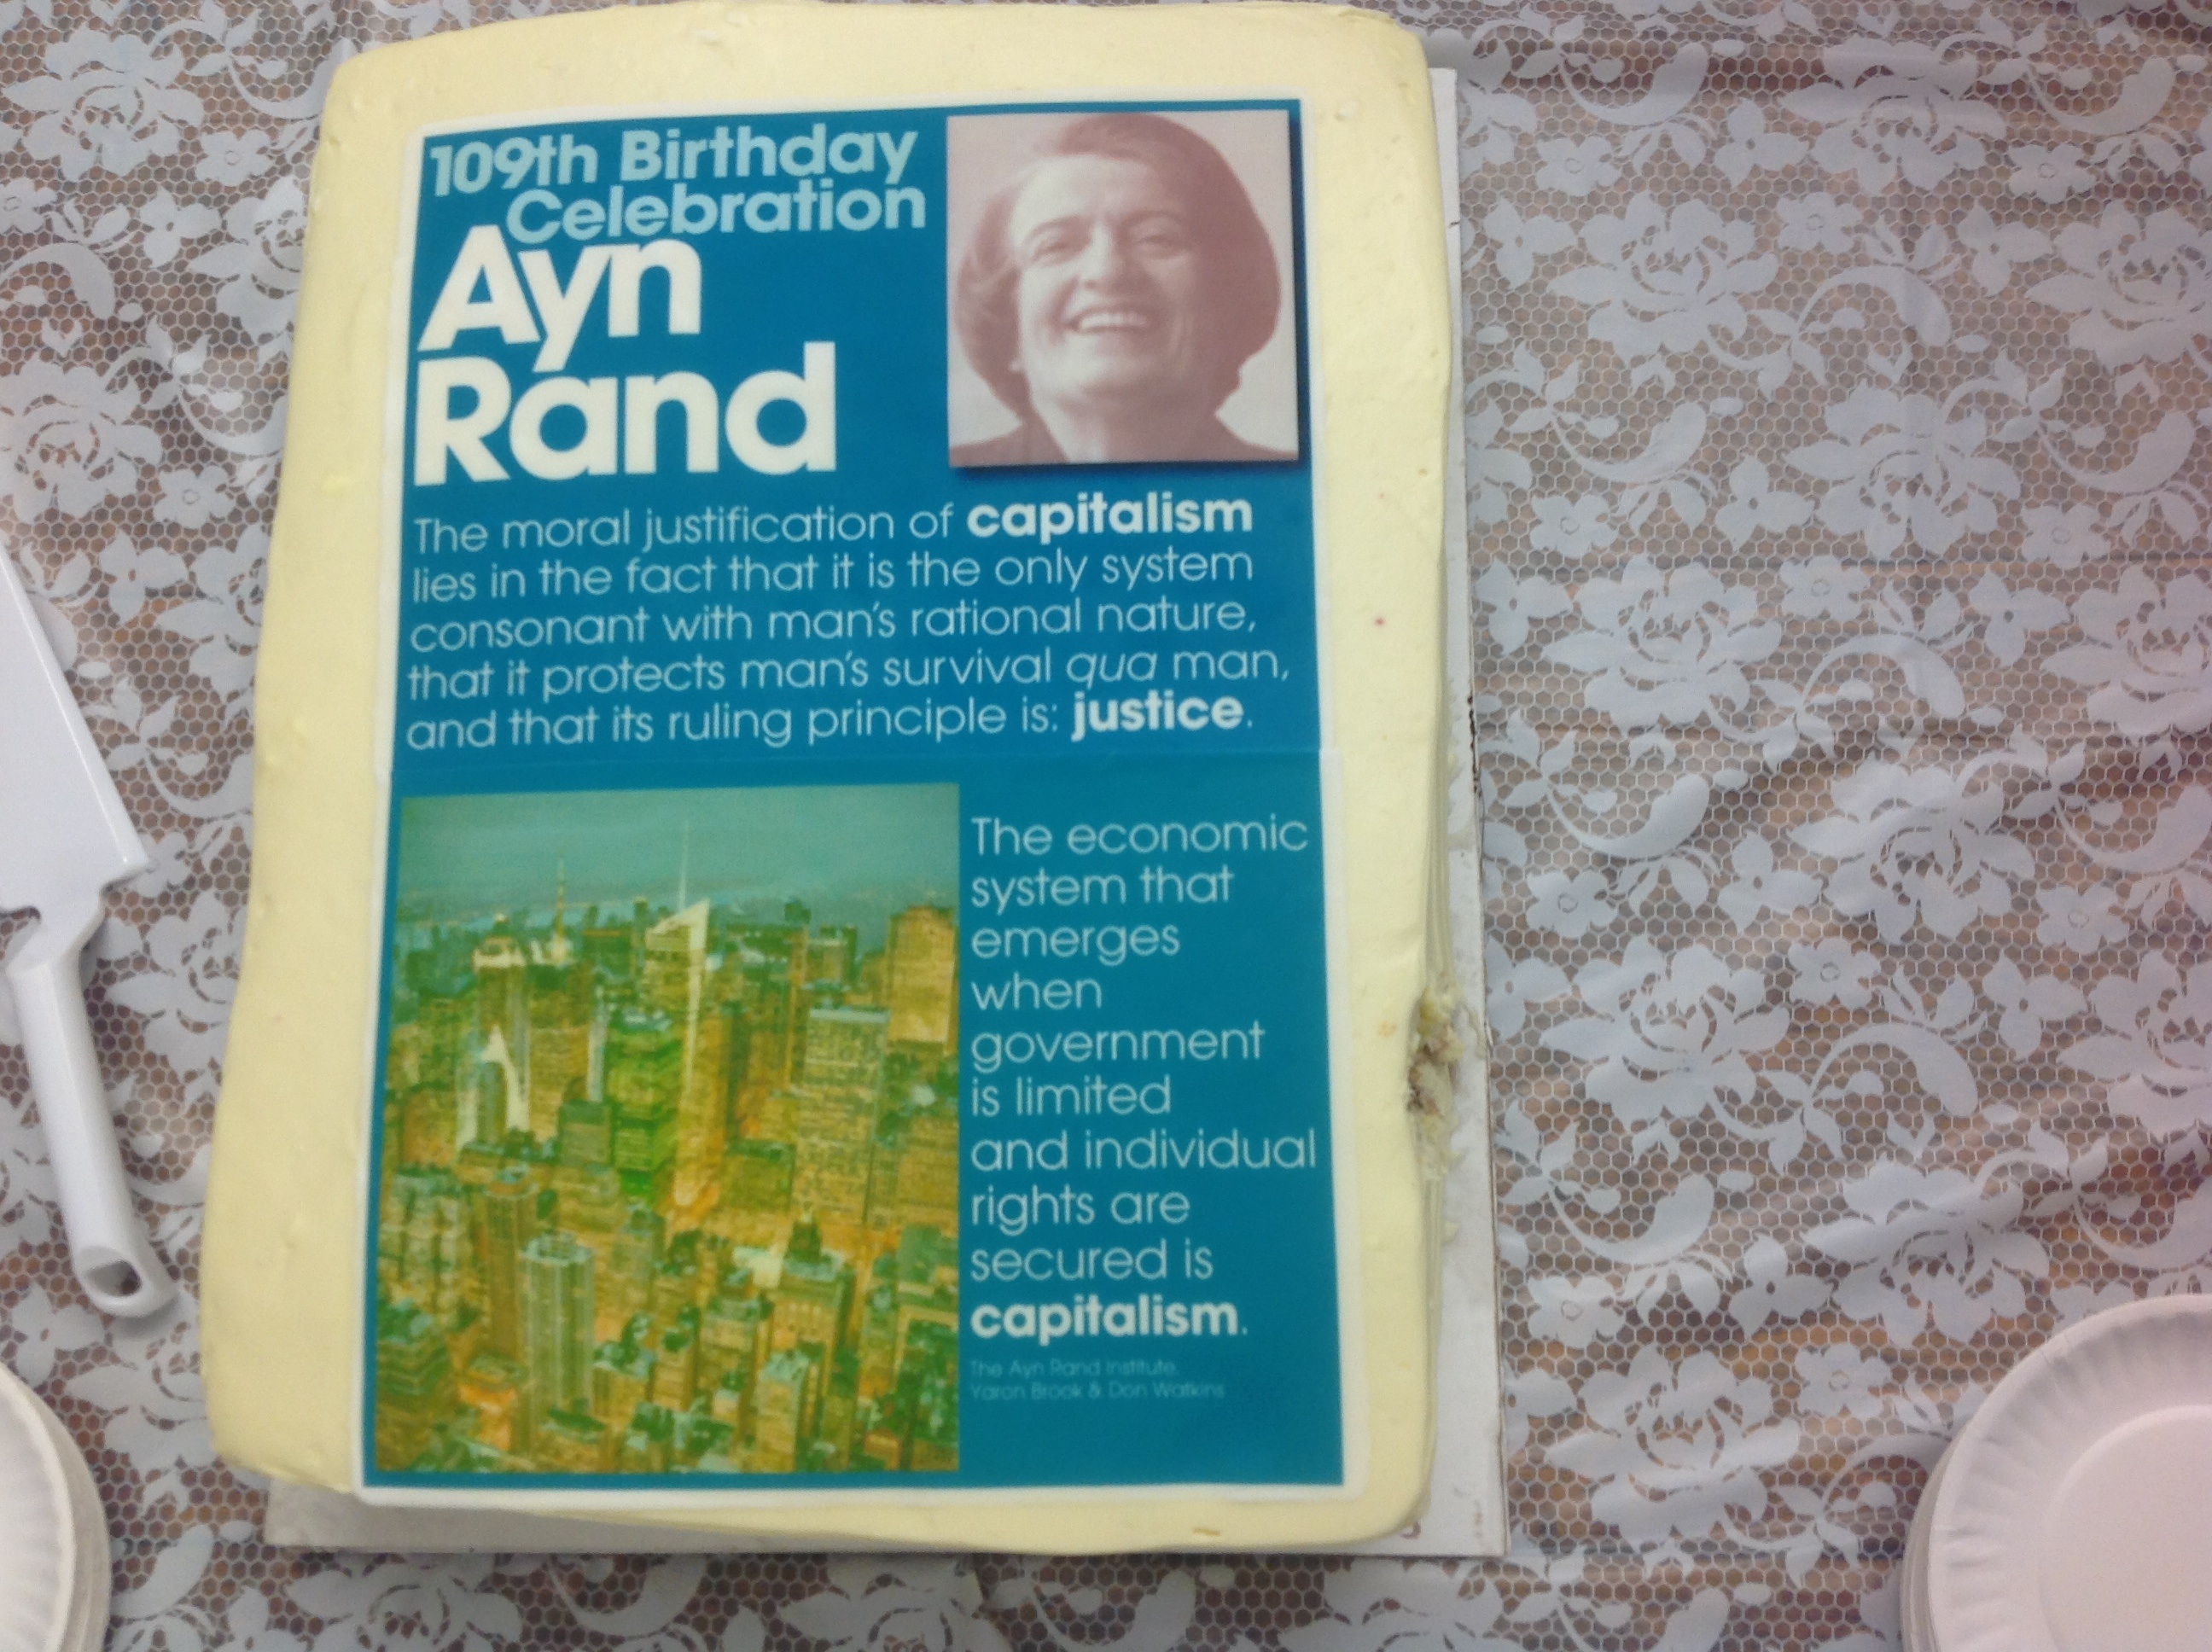 109th Birthday
Celebration
Ayn
Rand
The moral justification of capitalism
lies in the fact that it is the only system
consonant with man's rational nature,
that it protects man's survival qua man,
and that its ruling principle is: justice.
The economic
system that
emerges
when
government
is limited
and individual
rights are
secured is
capitalism.
The Ayn Rand Institute.
Yaron Brook & Don Watkins